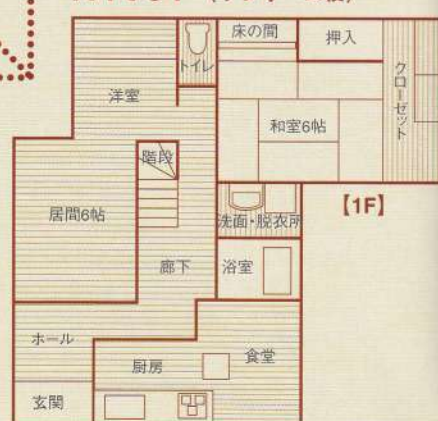 床の間
押入
トイレ
洋室
クローゼット
和室6帖
階段
居間6帖
洗面・脱衣所
【1F】
廊下
浴室
ホール
厨房
食堂
玄関